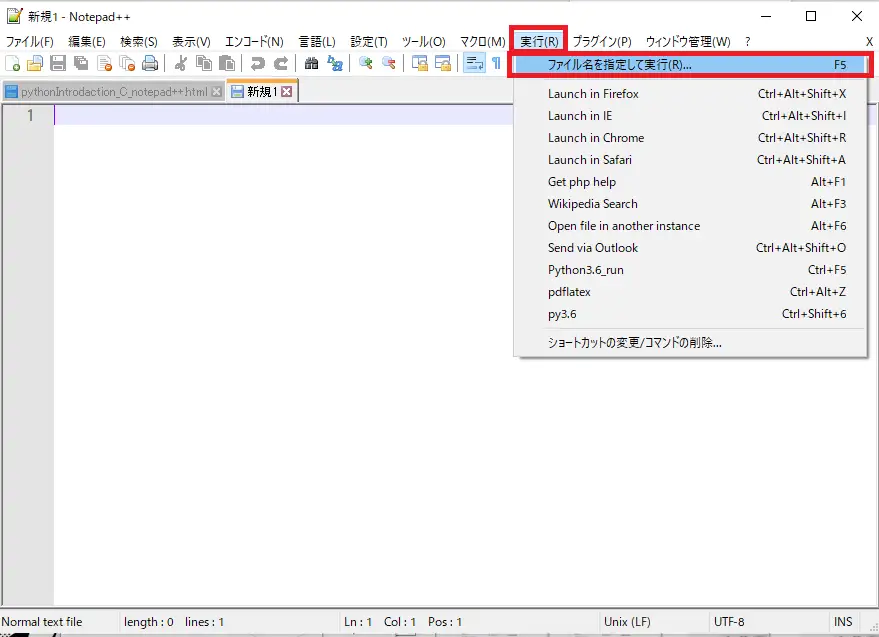 新規1 - Notepad++
ファイル(F) 編集(E) 検索(S) 表示(V) エンコード(N) 言語(L) 設定(T) ツール(O) マクロ(M) 実行(R) プラグイン(P) ウィンドウ管理(W) ? X
ファイル名を指定して実行(R)... F5
pythonIntrodaction_C_notepad++.html 新規1
1
Launch in Firefox Ctrl+Alt+Shift+X
Launch in IE Ctrl+Alt+Shift+I
Launch in Chrome Ctrl+Alt+Shift+R
Launch in Safari Ctrl+Alt+Shift+A
Get php help Alt+F1
Wikipedia Search Alt+F3
Open file in another instance Alt+F6
Send via Outlook Ctrl+Alt+Shift+O
Python3.6_run Ctrl+F5
pdflatex Ctrl+Alt+Z
py3.6 Ctrl+Shift+6
ショートカットの変更/コマンドの削除...
Normal text file length : 0 lines : 1 Ln : 1 Col : 1 Pos : 1 Unix (LF) UTF-8 INS